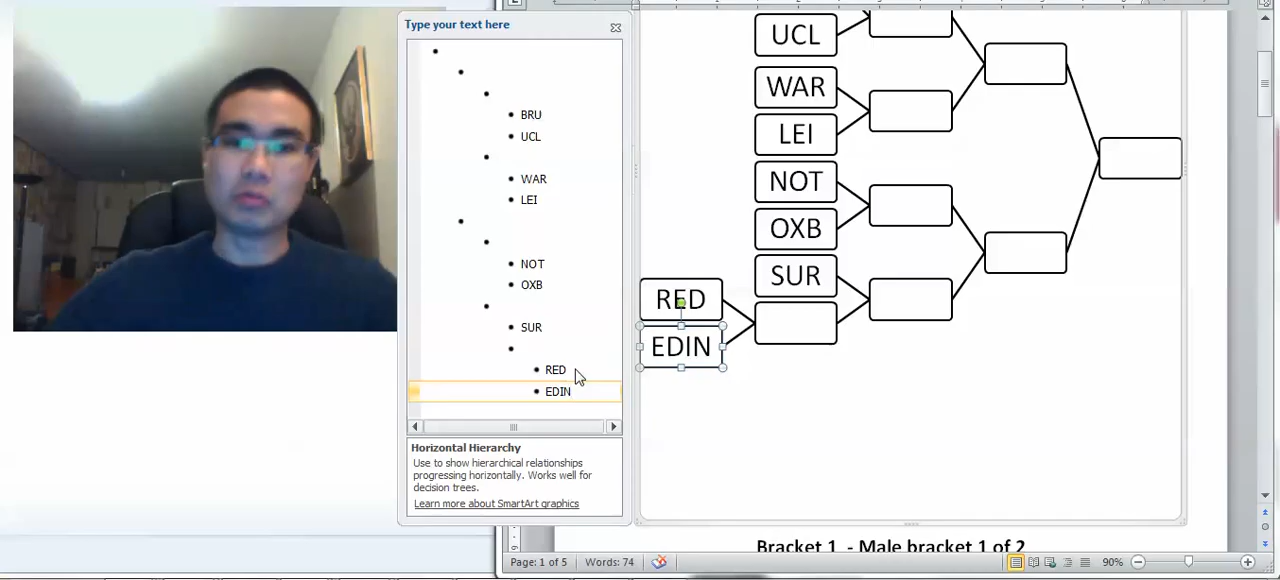 Type your text here
BRU
UCL
WAR
LEI
NOT
OXB
SUR
RED
EDIN
Horizontal Hierarchy
Use to show hierarchical relationships
progressing horizontally. Works well for
decision trees.
Learn more about SmartArt graphics
UCL
WAR
LEI
NOT
OXB
SUR
RED
EDIN
Bracket 1 - Male bracket 1 of 2
Page: 1 of 5
Words: 74
90%